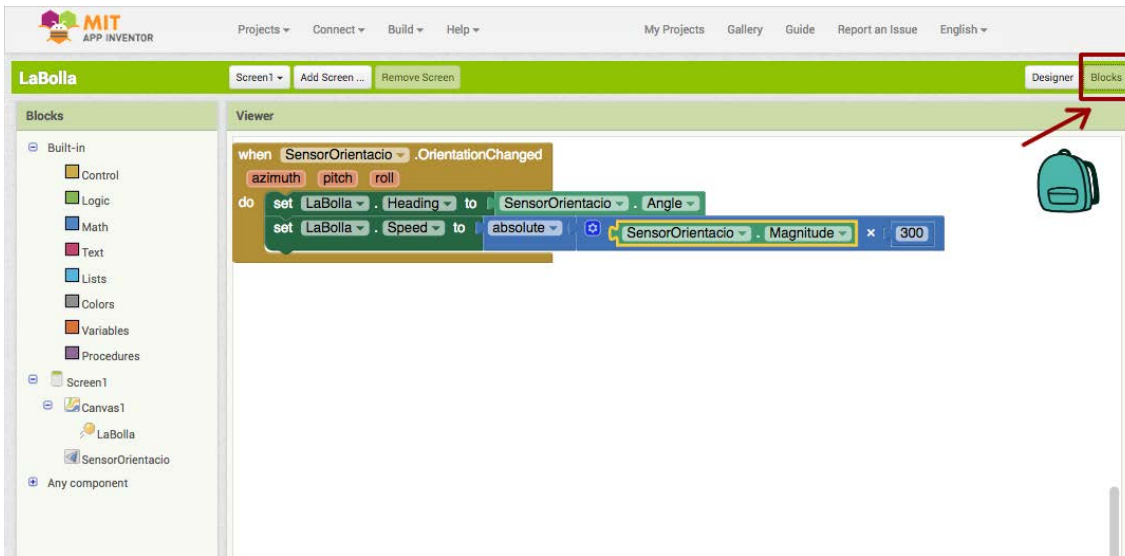 MIT
APP INVENTOR
Projects Connect Build Help My Projects Gallery Guide Report an Issue English
LaBolla Screen1 Add Screen ... Remove Screen Designer Blocks
Blocks
Built-in
Control
Logic
Math
Text
Lists
Colors
Variables
Procedures
Screen1
Canvas1
LaBolla
SensorOrientacio
Any component
Viewer
when SensorOrientacio .OrientationChanged
azimuth pitch roll
do set LaBolla . Heading to SensorOrientacio . Angle
set LaBolla . Speed to absolute SensorOrientacio . Magnitude × 300